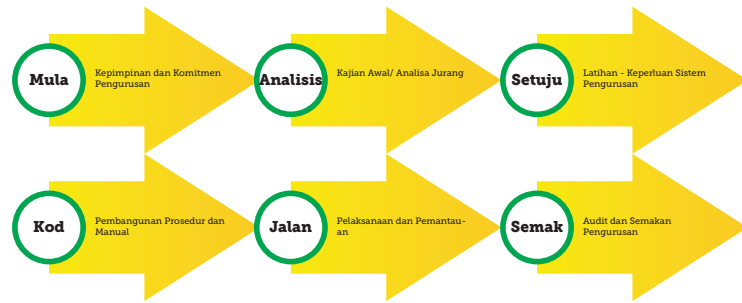 Mula
Kepimpinan dan Komitmen
Pengurusan
Analisis
Kajian Awal/ Analisa Jurang
Setuju
Latihan - Keperluan Sistem
Pengurusan
Kod
Pembangunan Prosedur dan
Manual
Jalan
Pelaksanaan dan Pemantau-
an
Semak
Audit dan Semakan
Pengurusan